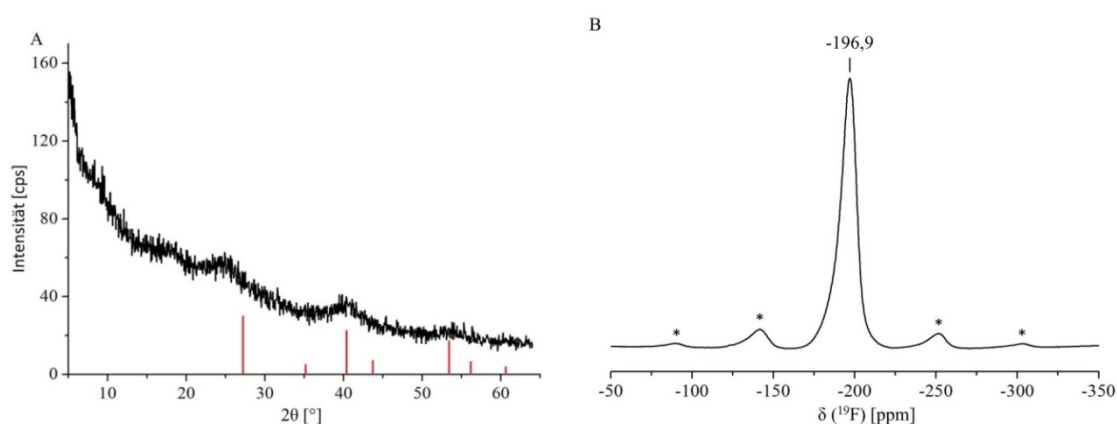 A
160
120
80
40
0
Intensität [cps]
10 20 30 40 50 60
2θ [°]
B
-196,9
* * * *
-50 -100 -150 -200 -250 -300 -350
δ (¹⁹F) [ppm]